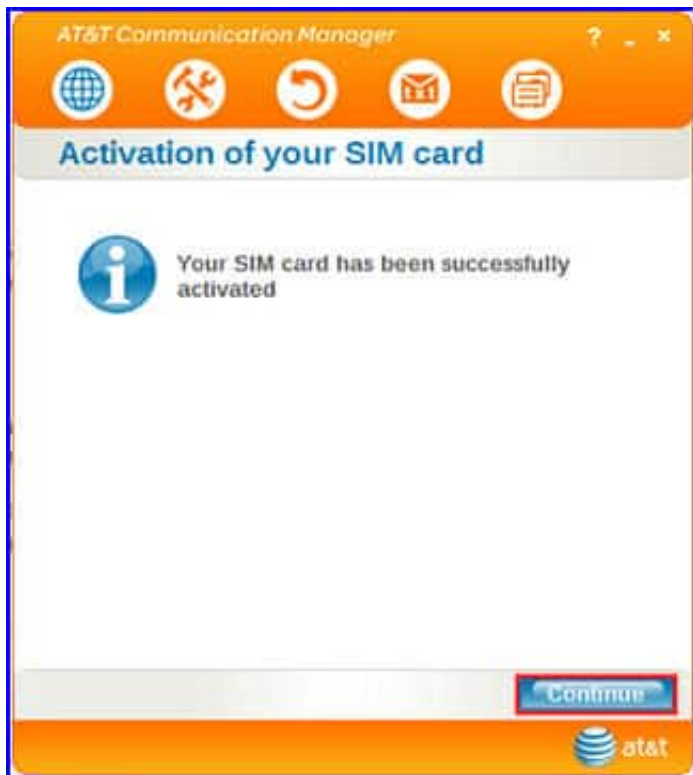 AT&T Communication Manager ? _ ×
Activation of your SIM card
Your SIM card has been successfully
activated
Continue
at&t